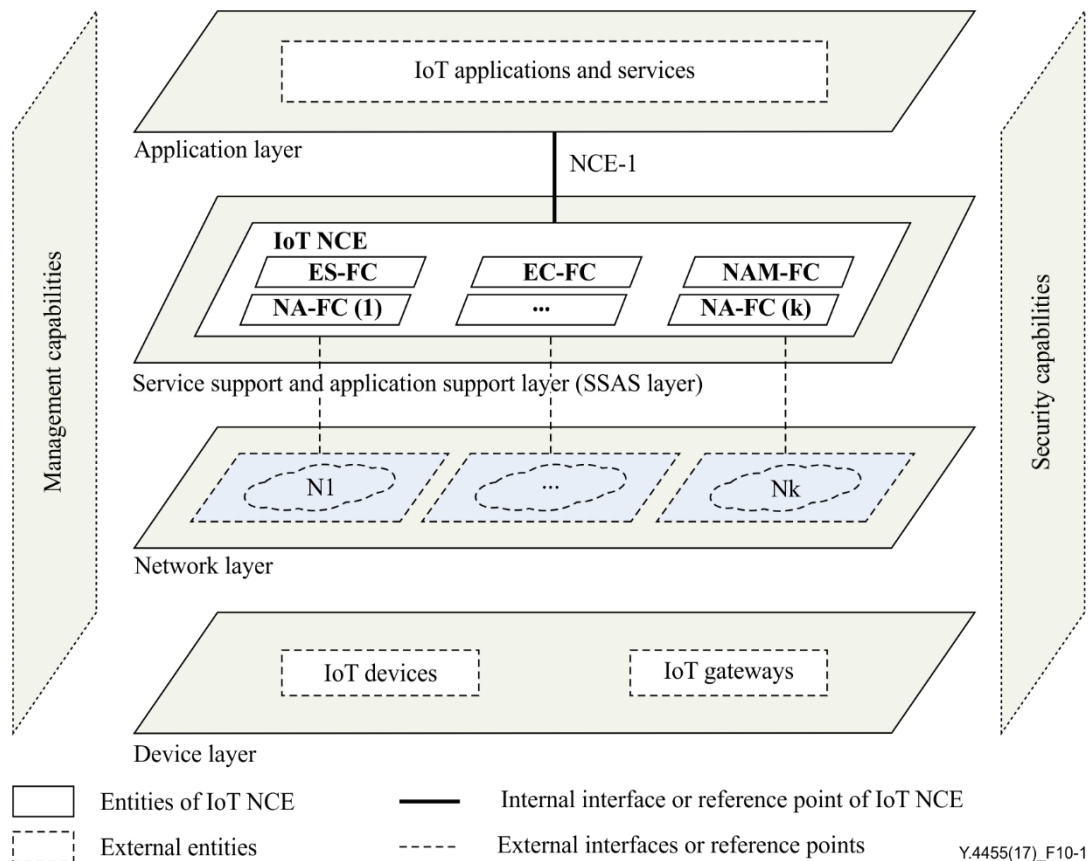 IoT applications and services
Application layer
NCE-1
IoT NCE
ES-FC EC-FC NAM-FC
NA-FC (1) ... NA-FC (k)
Service support and application support layer (SSAS layer)
Management capabilities
Security capabilities
N1 ... Nk
Network layer
IoT devices IoT gateways
Device layer
Entities of IoT NCE Internal interface or reference point of IoT NCE
External entities External interfaces or reference points
Y.4455(17)_F10-1